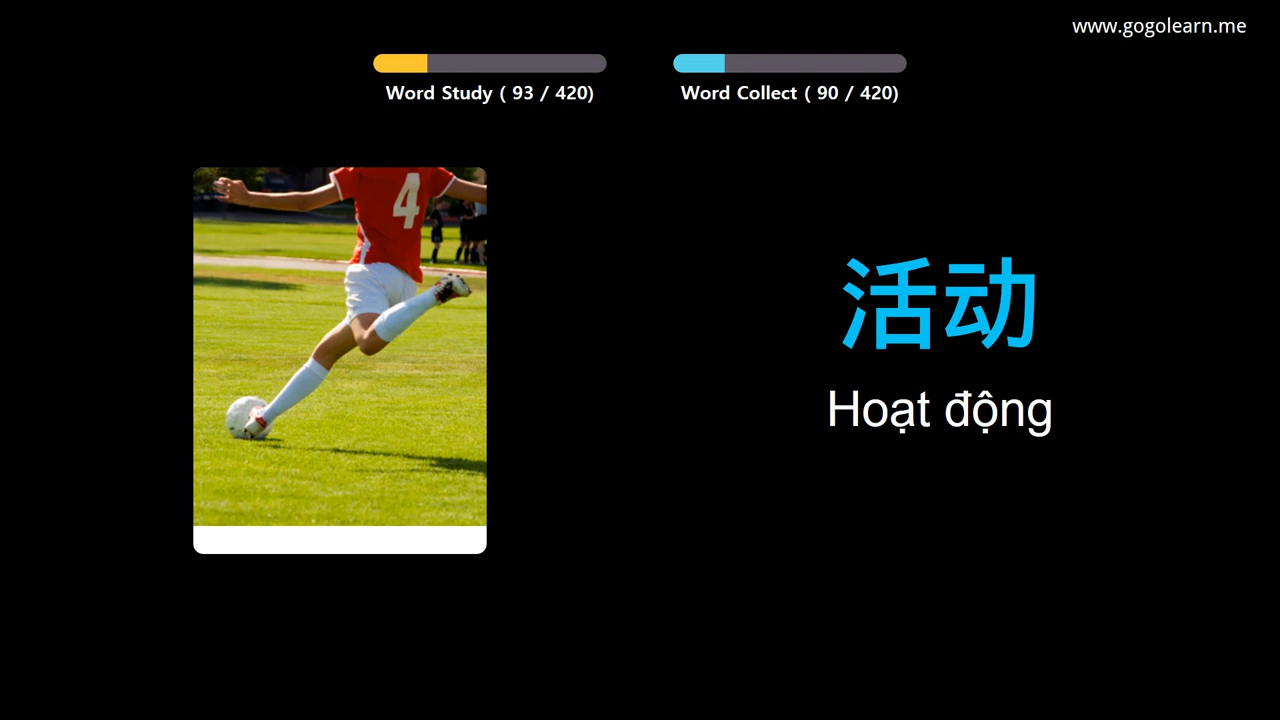 www.gogolearn.me
Word Study ( 93 / 420)
Word Collect ( 90 / 420)
4
活动
Hoạt động